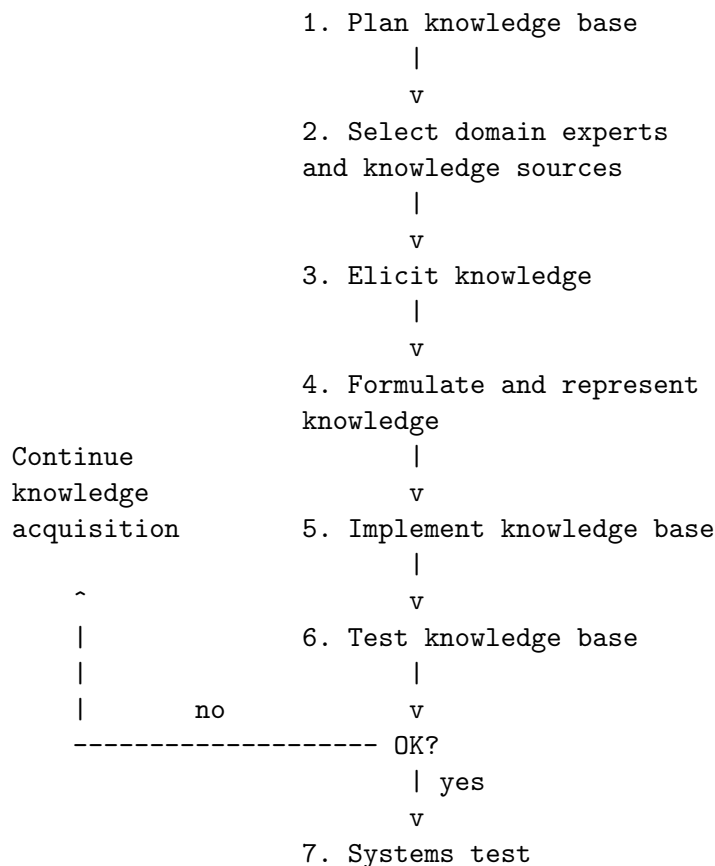 1. Plan knowledge base
|
v
2. Select domain experts
and knowledge sources
|
v
3. Elicit knowledge
|
v
4. Formulate and represent
knowledge
Continue |
knowledge v
acquisition 5. Implement knowledge base
|
^ v
| 6. Test knowledge base
| |
| no v
-------------------- OK?
| yes
v
7. Systems test